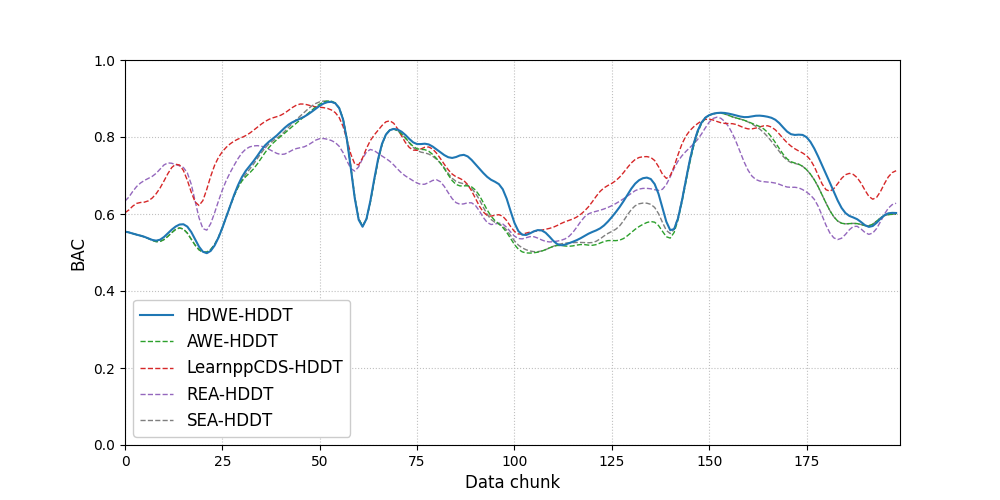 1.0
0.8
0.6
0.4
0.2
0.0
BAC
HDWE-HDDT
AWE-HDDT
LearnppCDS-HDDT
REA-HDDT
SEA-HDDT
0 25 50 75 100 125 150 175
Data chunk